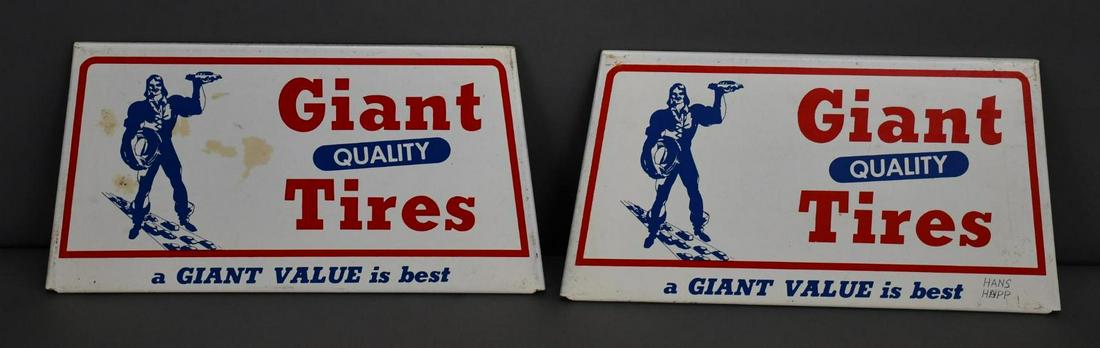 Giant
QUALITY
Tires
a GIANT VALUE is best
Giant
QUALITY
Tires
a GIANT VALUE is best
HANS